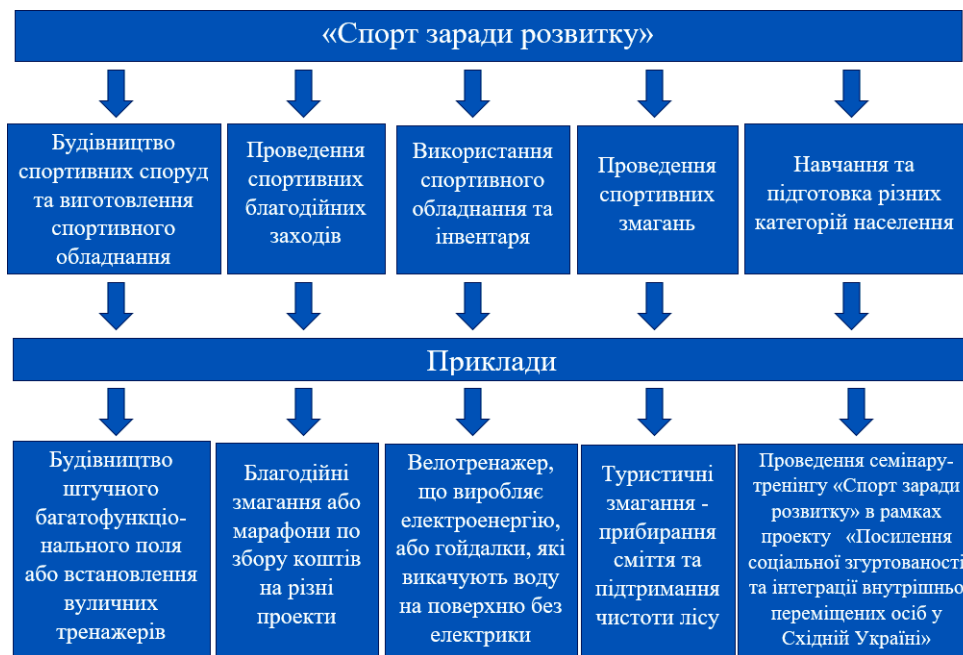 «Спорт заради розвитку»
Будівництво
спортивних споруд
та виготовлення
спортивного
обладнання
Проведення
спортивних
благодійних
заходів
Використання
спортивного
обладнання та
інвентаря
Проведення
спортивних
змагань
Навчання та
підготовка різних
категорій населення
Приклади
Будівництво
штучного
багатофункціо-
нального поля
або встановлення
вуличних
тренажерів
Благодійні
змагання або
марафони по
збору коштів
на різні
проекти
Велотренажер,
що виробляє
електроенергію,
або гойдалки, які
викачують воду
на поверхню без
електрики
Туристичні
змагання -
прибирання
сміття та
підтримання
чистоти лісу
Проведення семінару-
тренінгу «Спорт заради
розвитку» в рамках
проекту «Посилення
соціальної згуртованості
та інтеграції внутрішньо
переміщених осіб у
Східній Україні»